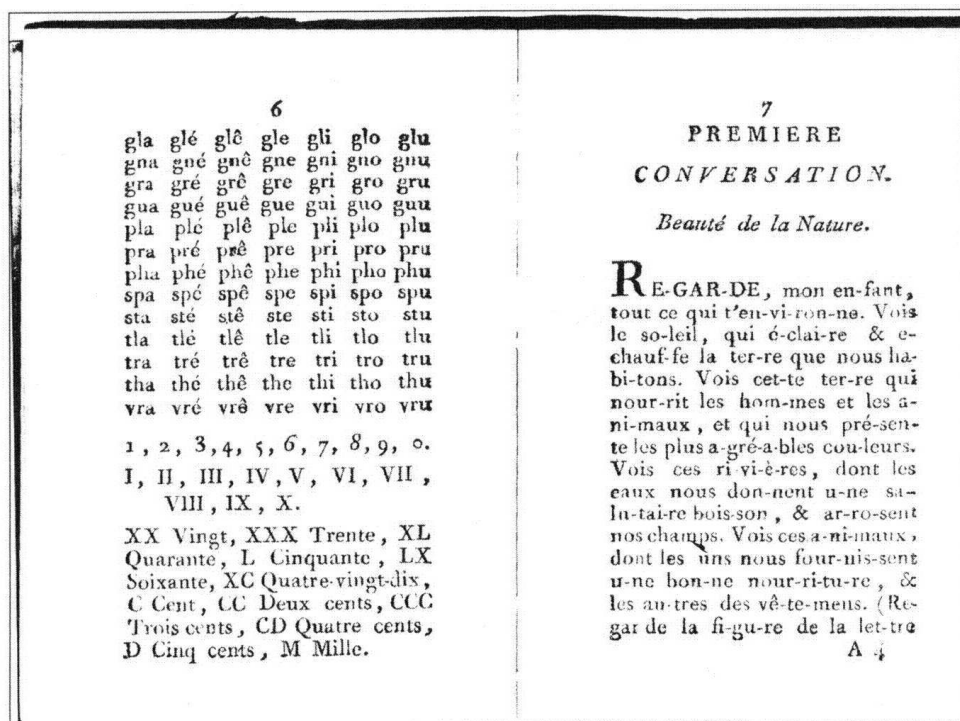 6
gla glé glê gle gli glo glu
gna gné gnê gne gni gno gnu
gra gré grê gre gri gro gru
gua gué guê gue gui guo guu
pla plé plê ple pli plo plu
pra pré prê pre pri pro pru
pha phé phê phe phi pho phu
spa spé spê spe spi spo spu
sta sté stê ste sti sto stu
tla tlé tlê tle tli tlo tlu
tra tré trê tre tri tro tru
tha thé thê the thi tho thu
vra vré vrê vre vri vro vru
1, 2, 3, 4, 5, 6, 7, 8, 9, 0.
I, II, III, IV, V, VI, VII,
VIII, IX, X.
XX Vingt, XXX Trente, XL
Quarante, L Cinquante, LX
Soixante, XC Quatre-vingt-dix,
C Cent, CC Deux cents, CCC
Trois cents, CD Quatre cents,
D Cinq cents, M Mille.
7
PREMIERE
CONVERSATION.
Beauté de la Nature.
RE-GAR-DE, mon en-fant,
tout ce qui t'en-vi-ron-ne. Vois
le so-leil, qui é-clai-re & e-
chauf-fe la ter-re que nous ha-
bi-tons. Vois cet-te ter-re qui
nour-rit les hom-mes et les a-
ni-maux, et qui nous pré-sen-
te les plus a-gré-a-bles cou-leurs.
Vois ces ri vi-è-res, dont les
eaux nous don-nent u-ne sa-
lu-tai-re bois-son, & ar-ro-sent
nos champs. Vois ces a-ni-maux,
dont les uns nous four-nis-sent
u-ne bon-ne nour-ri-tu-re, &
les au-tres des vê-te-mens. (Re-
gar de la fi-gu-re de la let-tre
A 4